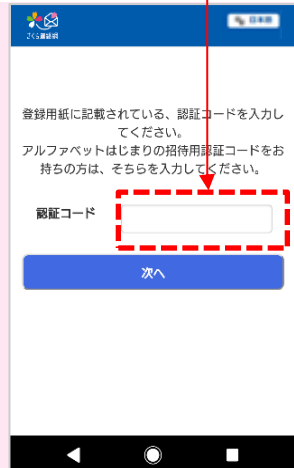 さくら連絡網
日本語
登録用紙に記載されている、認証コードを入力し
てください。
アルファベットはじまりの招待用認証コードをお
持ちの方は、そちらを入力してください。
認証コード
次へ